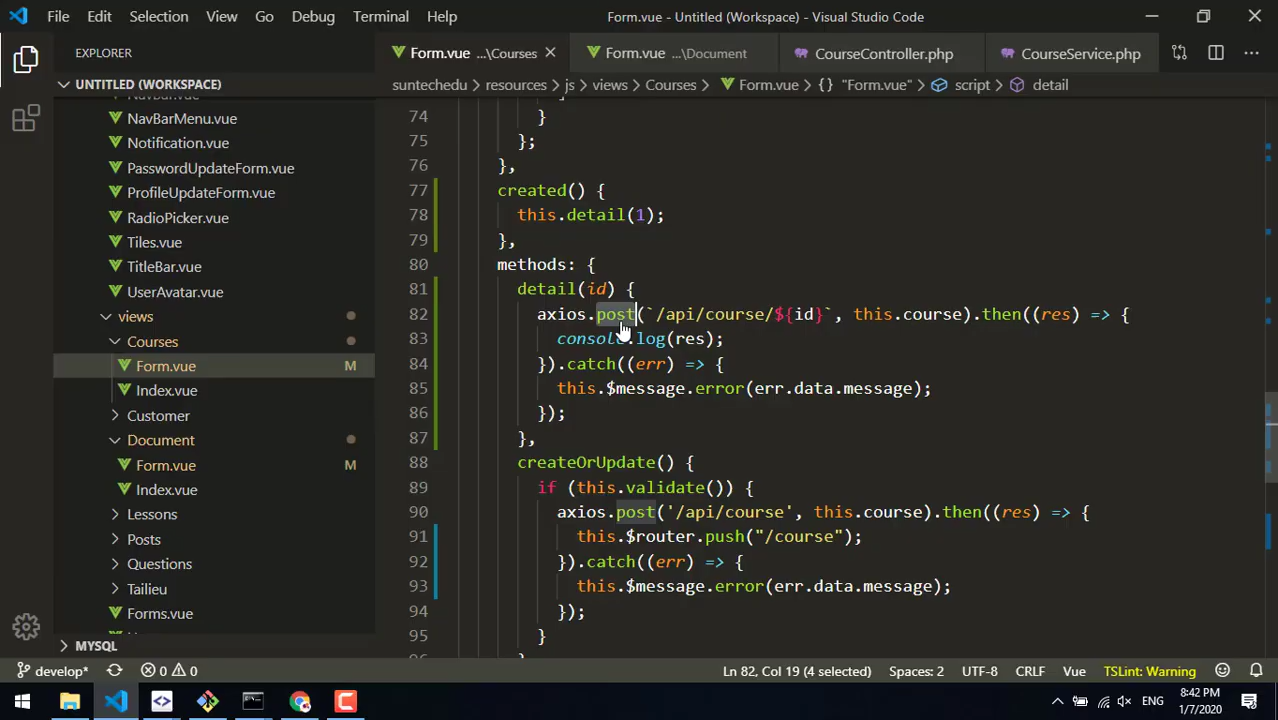 File Edit Selection View Go Debug Terminal Help Form.vue - Untitled (Workspace) - Visual Studio Code
EXPLORER
UNTITLED (WORKSPACE)
NavBarMenu.vue
Notification.vue
PasswordUpdateForm.vue
ProfileUpdateForm.vue
RadioPicker.vue
Tiles.vue
TitleBar.vue
UserAvatar.vue
views
Courses
Form.vue M
Index.vue
Customer
Document
Form.vue M
Index.vue
Lessons
Posts
Questions
Tailieu
Forms.vue
MYSQL
Form.vue ...\Courses Form.vue ...\Document CourseController.php CourseService.php
suntechedu > resources > js > views > Courses > Form.vue > {} "Form.vue" > script > detail
74 }
75 };
76 },
77 created() {
78 this.detail(1);
79 },
80 methods: {
81 detail(id) {
82 axios.post(`/api/course/${id}`, this.course).then((res) => {
83 console.log(res);
84 }).catch((err) => {
85 this.$message.error(err.data.message);
86 });
87 },
88 createOrUpdate() {
89 if (this.validate()) {
90 axios.post('/api/course', this.course).then((res) => {
91 this.$router.push("/course");
92 }).catch((err) => {
93 this.$message.error(err.data.message);
94 });
95 }
develop* 0 0 Ln 82, Col 19 (4 selected) Spaces: 2 UTF-8 CRLF Vue TSLint: Warning
ENG 8:42 PM
1/7/2020